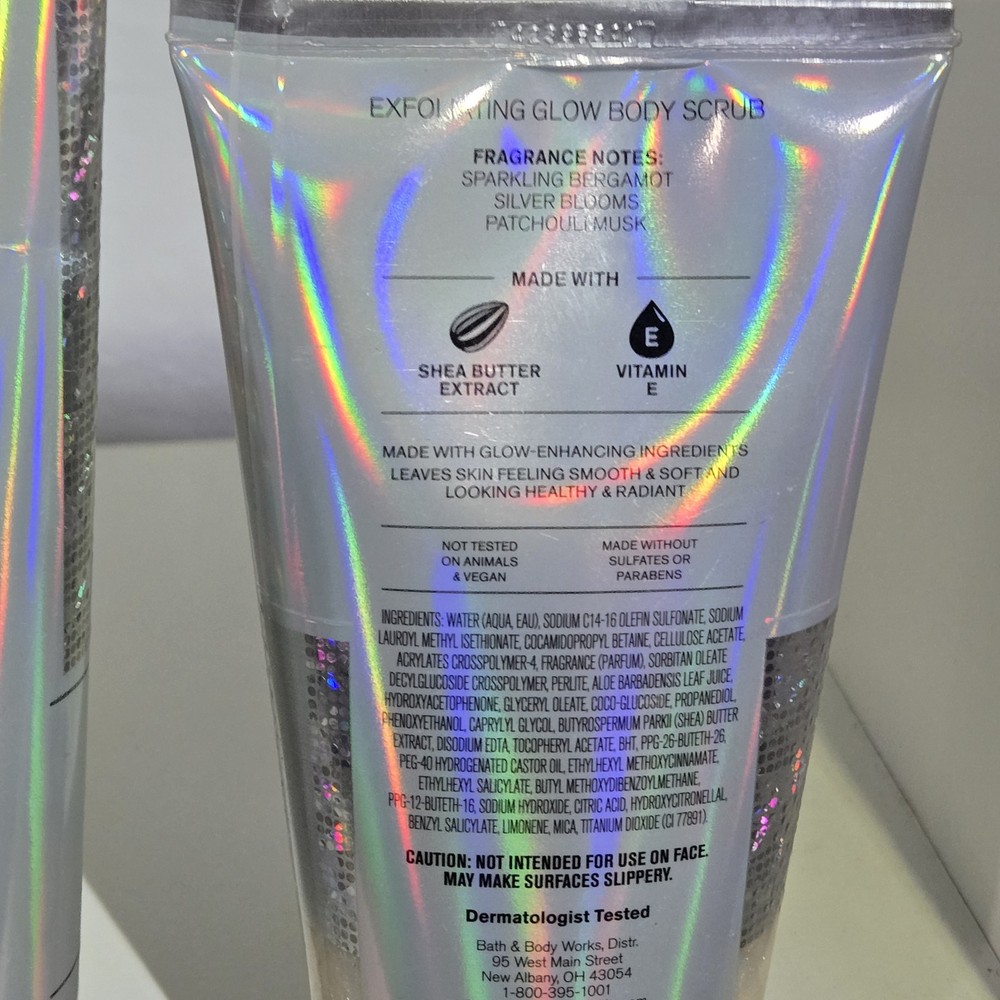 EXFOLIATING GLOW BODY SCRUB
FRAGRANCE NOTES:
SPARKLING BERGAMOT
SILVER BLOOMS
PATCHOULI MUSK
MADE WITH
E
SHEA BUTTER
EXTRACT
VITAMIN
E
MADE WITH GLOW-ENHANCING INGREDIENTS
LEAVES SKIN FEELING SMOOTH & SOFT AND
LOOKING HEALTHY & RADIANT
NOT TESTED
ON ANIMALS
& VEGAN
MADE WITHOUT
SULFATES OR
PARABENS
INGREDIENTS: WATER (AQUA, EAU), SODIUM C14-16 OLEFIN SULFONATE, SODIUM
LAUROYL METHYL ISETHIONATE, COCAMIDOPROPYL BETAINE, CELLULOSE ACETATE,
ACRYLATES CROSSPOLYMER-4, FRAGRANCE (PARFUM), SORBITAN OLEATE
DECYLGLUCOSIDE CROSSPOLYMER, PERLITE, ALOE BARBADENSIS LEAF JUICE,
HYDROXYACETOPHENONE, GLYCERYL OLEATE, COCO-GLUCOSIDE, PROPANEDIOL,
PHENOXYETHANOL, CAPRYLYL GLYCOL, BUTYROSPERMUM PARKII (SHEA) BUTTER
EXTRACT, DISODIUM EDTA, TOCOPHERYL ACETATE, BHT, PPG-26-BUTETH-26,
PEG-40 HYDROGENATED CASTOR OIL, ETHYLHEXYL METHOXYCINNAMATE,
ETHYLHEXYL SALICYLATE, BUTYL METHOXYDIBENZOYLMETHANE,
PPG-12-BUTETH-16, SODIUM HYDROXIDE, CITRIC ACID, HYDROXYCITRONELLAL,
BENZYL SALICYLATE, LIMONENE, MICA, TITANIUM DIOXIDE (CI 77891).
CAUTION: NOT INTENDED FOR USE ON FACE.
MAY MAKE SURFACES SLIPPERY.
Dermatologist Tested
Bath & Body Works, Distr.
95 West Main Street
New Albany, OH 43054
1-800-395-1001